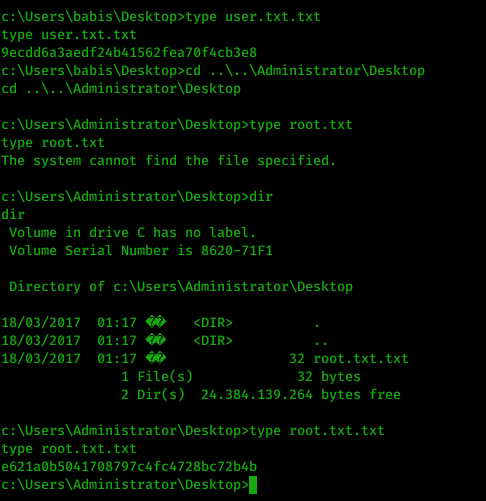 c:\Users\babis\Desktop>type user.txt.txt
type user.txt.txt
9ecdd6a3aedf24b41562fea70f4cb3e8
c:\Users\babis\Desktop>cd ..\..\Administrator\Desktop
cd ..\..\Administrator\Desktop
c:\Users\Administrator\Desktop>type root.txt
type root.txt
The system cannot find the file specified.
c:\Users\Administrator\Desktop>dir
dir
Volume in drive C has no label.
Volume Serial Number is 8620-71F1
Directory of c:\Users\Administrator\Desktop
18/03/2017  01:17 ��    <DIR>          .
18/03/2017  01:17 ��    <DIR>          ..
18/03/2017  01:17 ��                32 root.txt.txt
1 File(s)             32 bytes
2 Dir(s)  24.384.139.264 bytes free
c:\Users\Administrator\Desktop>type root.txt.txt
type root.txt.txt
e621a0b5041708797c4fc4728bc72b4b
c:\Users\Administrator\Desktop>